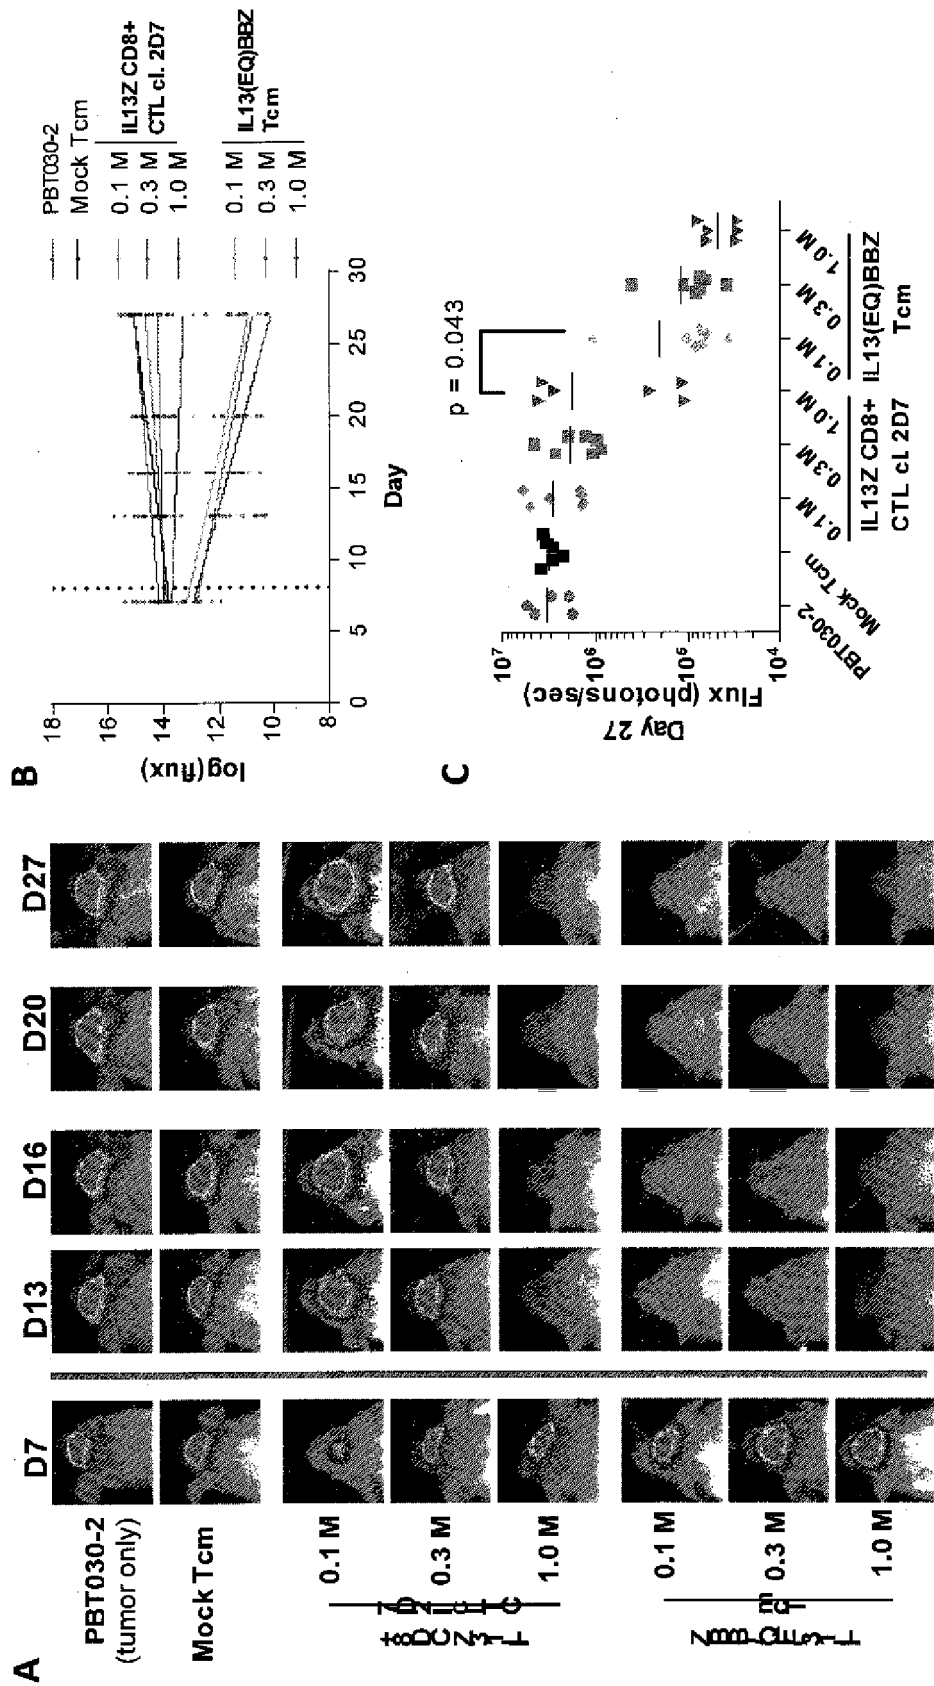 A
D7
D13
D16
D20
D27
PBT030-2
(tumor only)
Mock Tcm
0.1 M
0.3 M
1.0 M
0.1 M
0.3 M
1.0 M
B
log(flux)
18
16
14
12
10
8
0
5
10
15
20
25
30
Day
PBT030-2
Mock Tcm
0.1 M
0.3 M
1.0 M
IL13Z CD8+
CTL cl. 2D7
0.1 M
0.3 M
1.0 M
IL13(EQ)BBZ
Tcm
C
Day 27
Flux (photons/sec)
10⁷
10⁶
10⁵
10⁴
p = 0.043
PBT030-2
Mock Tcm
0.1 M
0.3 M
1.0 M
IL13Z CD8+
CTL cl. 2D7
0.1 M
0.3 M
1.0 M
IL13(EQ)BBZ
Tcm